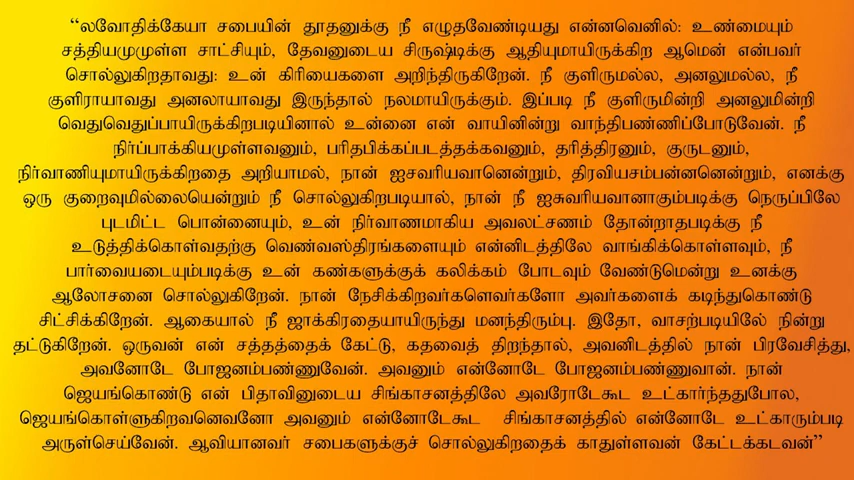 “லவோதிக்கேயா சபையின் தூதனுக்கு நீ எழுதவேண்டியது என்னவெனில்: உண்மையும்
சத்தியமுமுள்ள சாட்சியும், தேவனுடைய சிருஷ்டிக்கு ஆதியுமாயிருக்கிற ஆமென் என்பவர்
சொல்லுகிறதாவது: உன் கிரியைகளை அறிந்திருகிறேன். நீ குளிருமல்ல, அனலுமல்ல, நீ
குளிராயாவது அனலாயாவது இருந்தால் நலமாயிருக்கும். இப்படி நீ குளிருமின்றி அனலுமின்றி
வெதுவெதுப்பாயிருக்கிறபடியினால் உன்னை என் வாயினின்று வாந்திபண்ணிப்போடுவேன். நீ
நிர்ப்பாக்கியமுள்ளவனும், பரிதபிக்கப்படத்தக்கவனும், தரித்திரனும், குருடனும்,
நிர்வாணியுமாயிருக்கிறதை அறியாமல், நான் ஐசவரியவானென்றும், திரவியசம்பன்னனென்றும், எனக்கு
ஒரு குறைவுமில்லையென்றும் நீ சொல்லுகிறபடியால், நான் நீ ஐசுவரியவானாகும்படிக்கு நெருப்பிலே
புடமிட்ட பொன்னையும், உன் நிர்வாணமாகிய அவலட்சணம் தோன்றாதபடிக்கு நீ
உடுத்திக்கொள்வதற்கு வெண்வஸ்திரங்களையும் என்னிடத்திலே வாங்கிக்கொள்ளவும், நீ
பார்வையடையும்படிக்கு உன் கண்களுக்குக் கலிக்கம் போடவும் வேண்டுமென்று உனக்கு
ஆலோசனை சொல்லுகிறேன். நான் நேசிக்கிறவர்களெவர்களோ அவர்களைக் கடிந்துகொண்டு
சிட்சிக்கிறேன். ஆகையால் நீ ஜாக்கிரதையாயிருந்து மனந்திரும்பு. இதோ, வாசற்படியிலே நின்று
தட்டுகிறேன். ஒருவன் என் சத்தத்தைக் கேட்டு, கதவைத் திறந்தால், அவனிடத்தில் நான் பிரவேசித்து,
அவனோடே போஜனம்பண்ணுவேன். அவனும் என்னோடே போஜனம்பண்ணுவான். நான்
ஜெயங்கொண்டு என் பிதாவினுடைய சிங்காசனத்திலே அவரோடேகூட உட்கார்ந்ததுபோல,
ஜெயங்கொள்ளுகிறவனெவனோ அவனும் என்னோடேகூட சிங்காசனத்தில் என்னோடே உட்காரும்படி
அருள்செய்வேன். ஆவியானவர் சபைகளுக்குச் சொல்லுகிறதைக் காதுள்ளவன் கேட்டக்கடவன்”